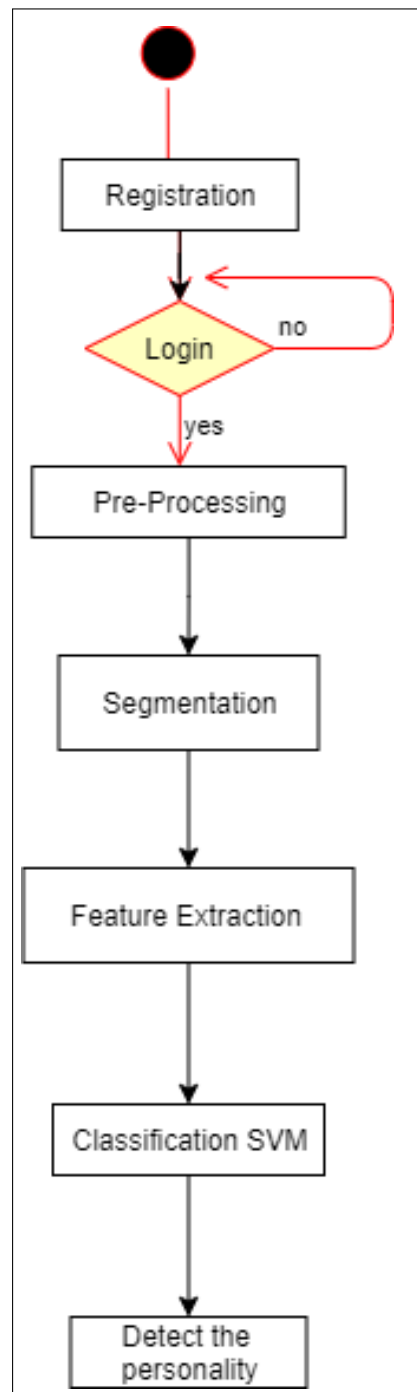 Registration
Login
no
yes
Pre-Processing
Segmentation
Feature Extraction
Classification SVM
Detect the
personality